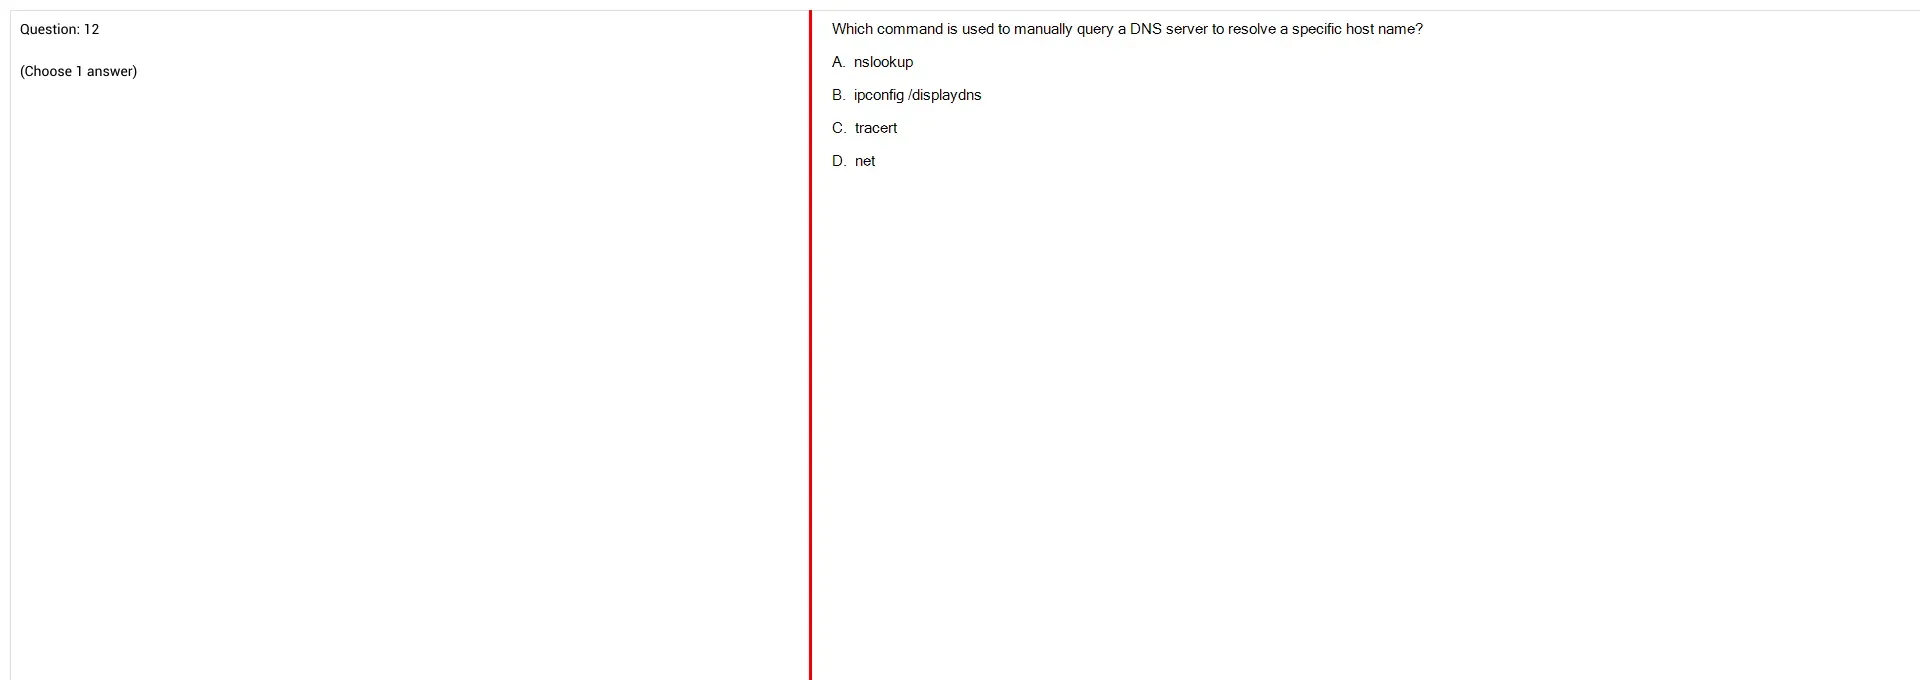 Question: 12
(Choose 1 answer)
Which command is used to manually query a DNS server to resolve a specific host name?
A. nslookup
B. ipconfig /displaydns
C. tracert
D. net